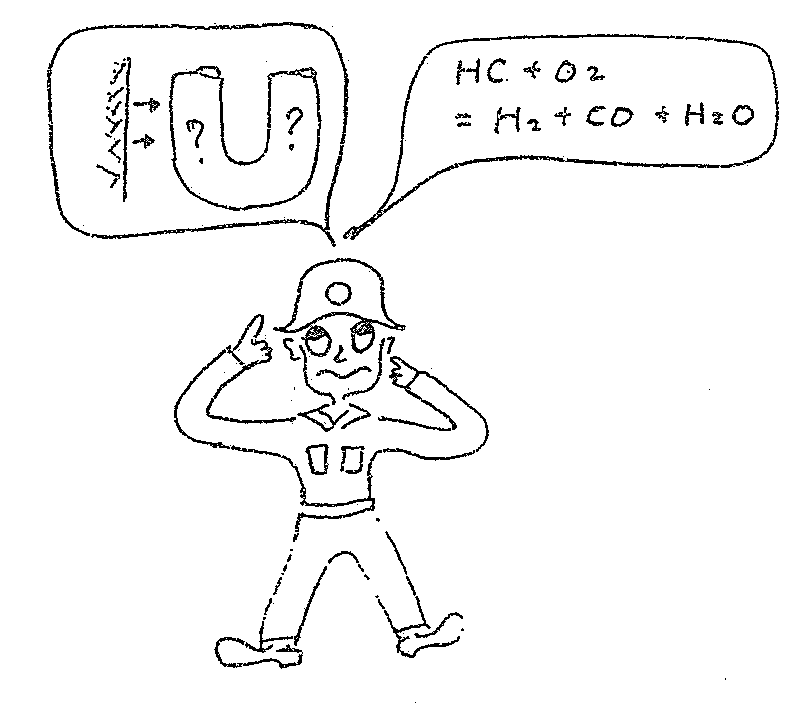 ? ?
HC + O2
= H2 + CO + H2O